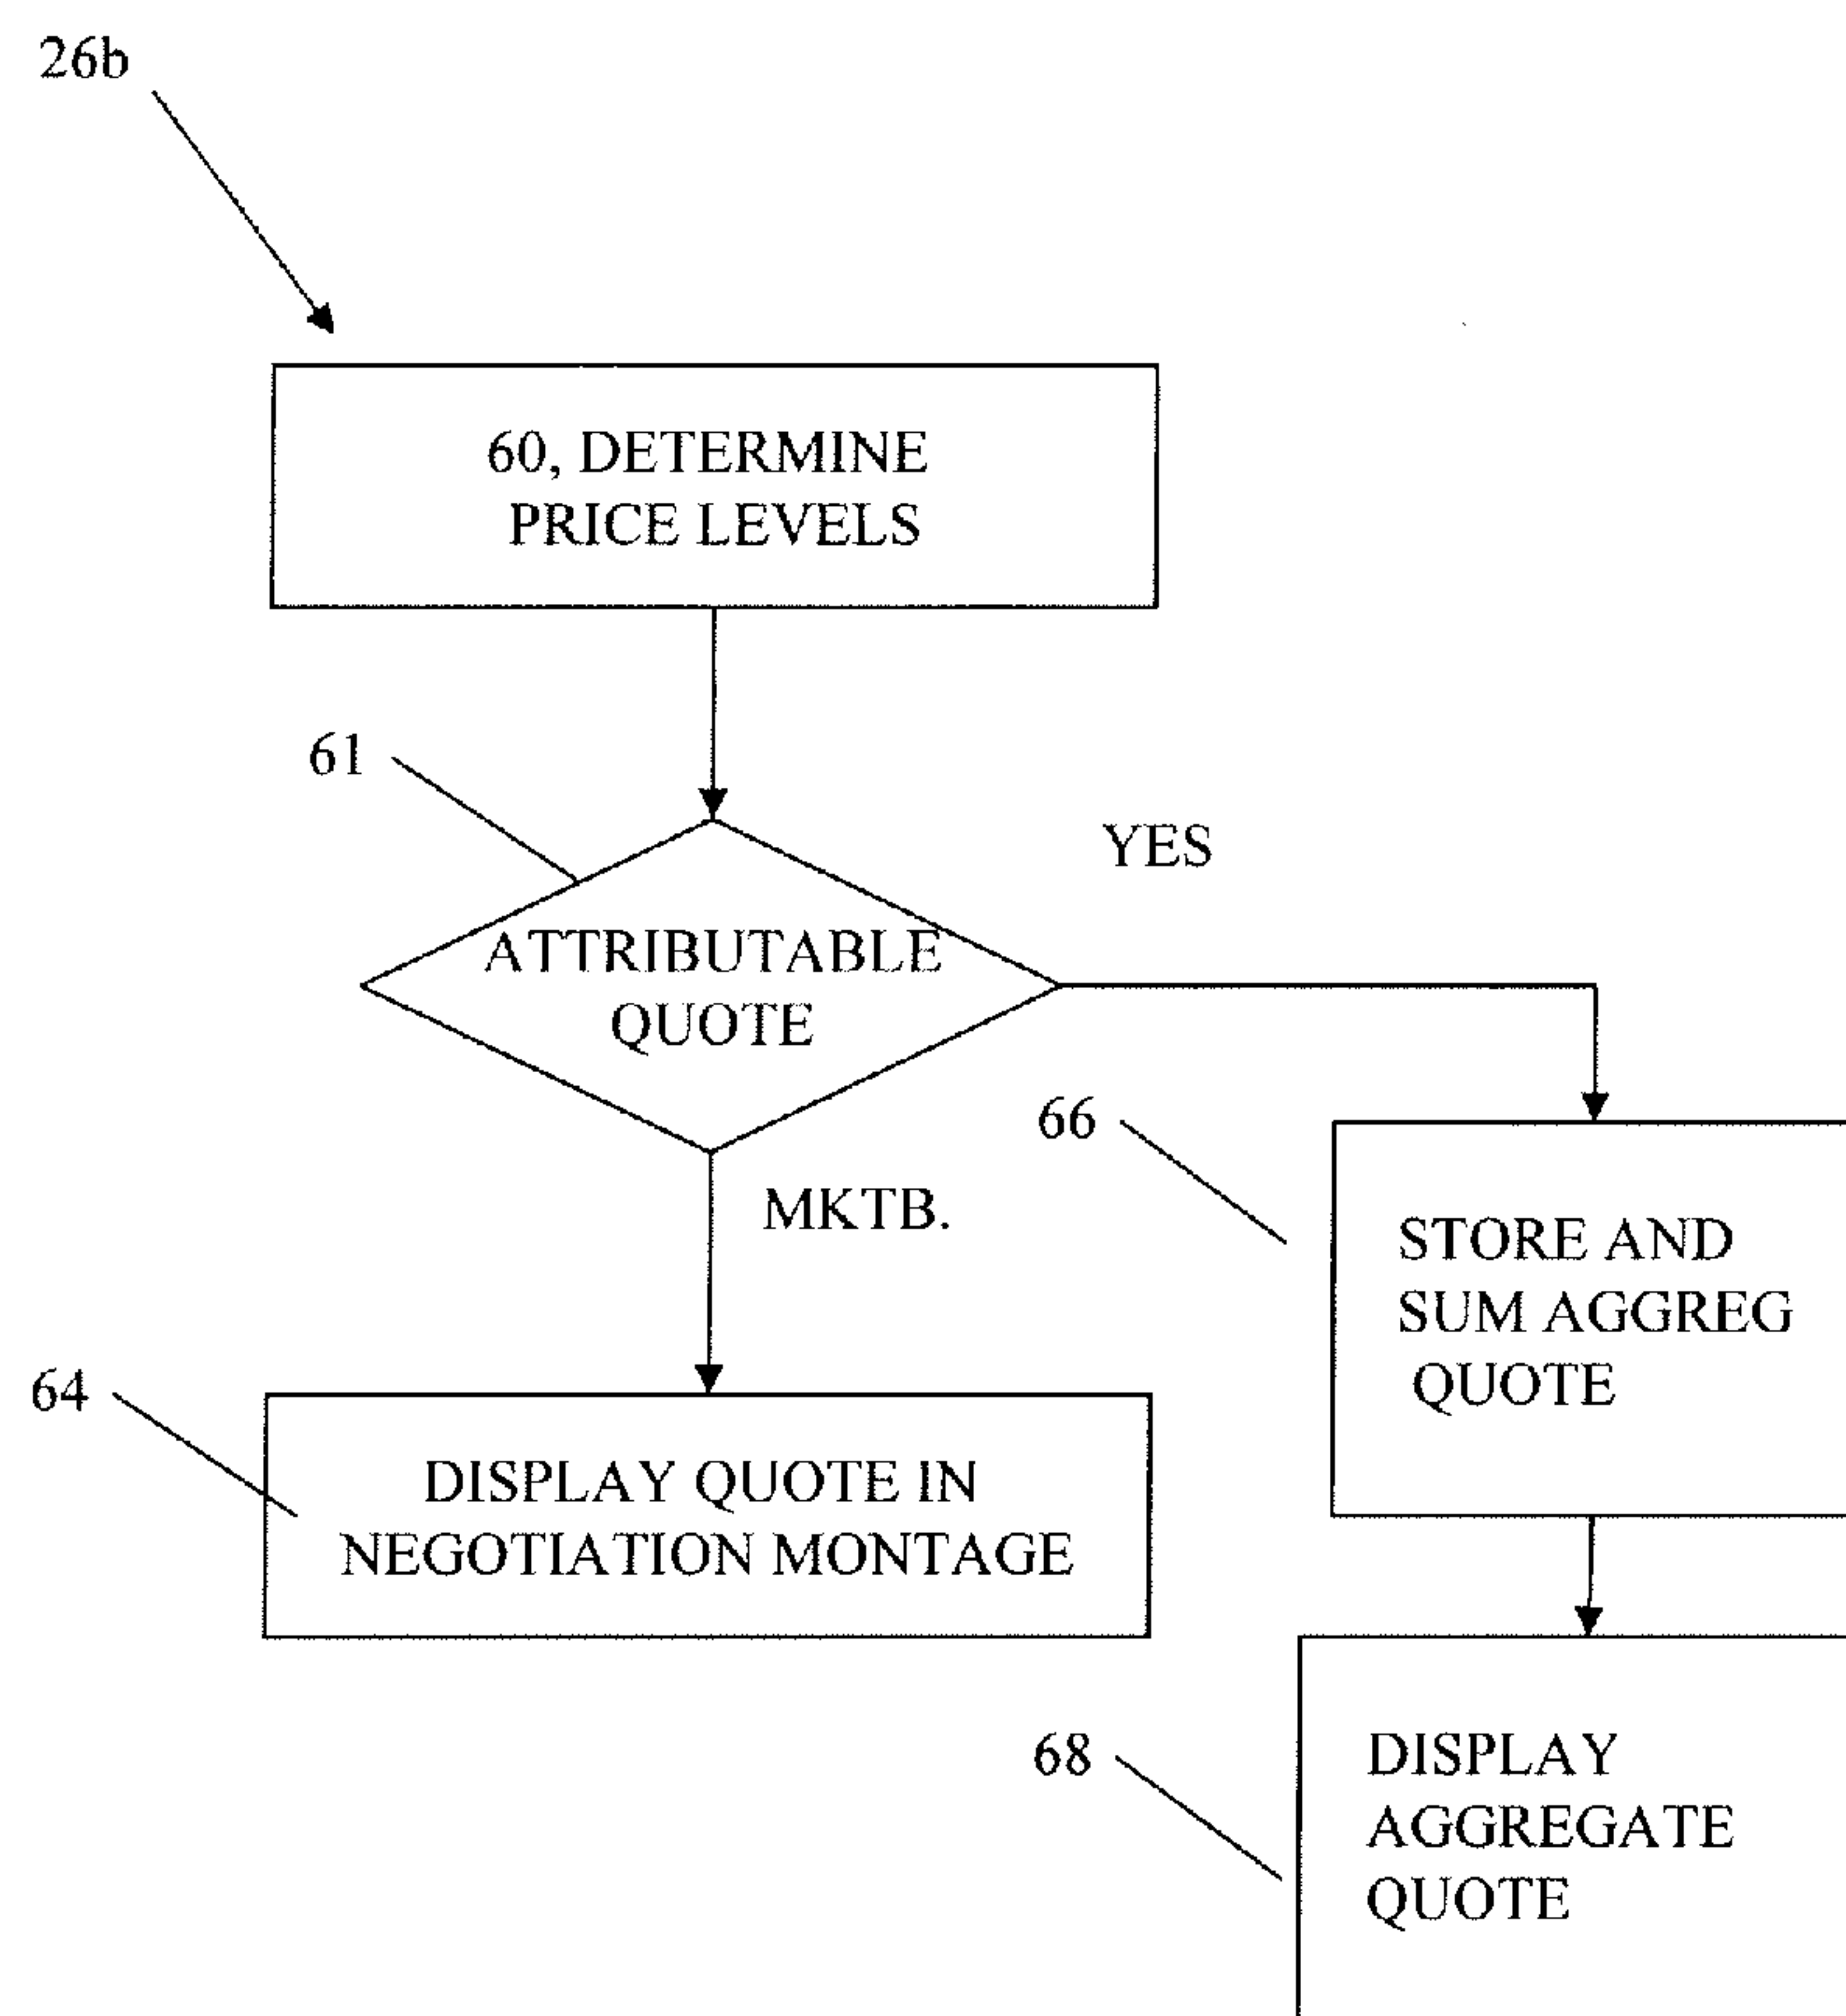 26b
60, DETERMINE
PRICE LEVELS
61
YES
ATTRIBUTABLE
QUOTE
66
MKTB.
STORE AND
SUM AGGREG
QUOTE
64
DISPLAY QUOTE IN
NEGOTIATION MONTAGE
68
DISPLAY
AGGREGATE
QUOTE